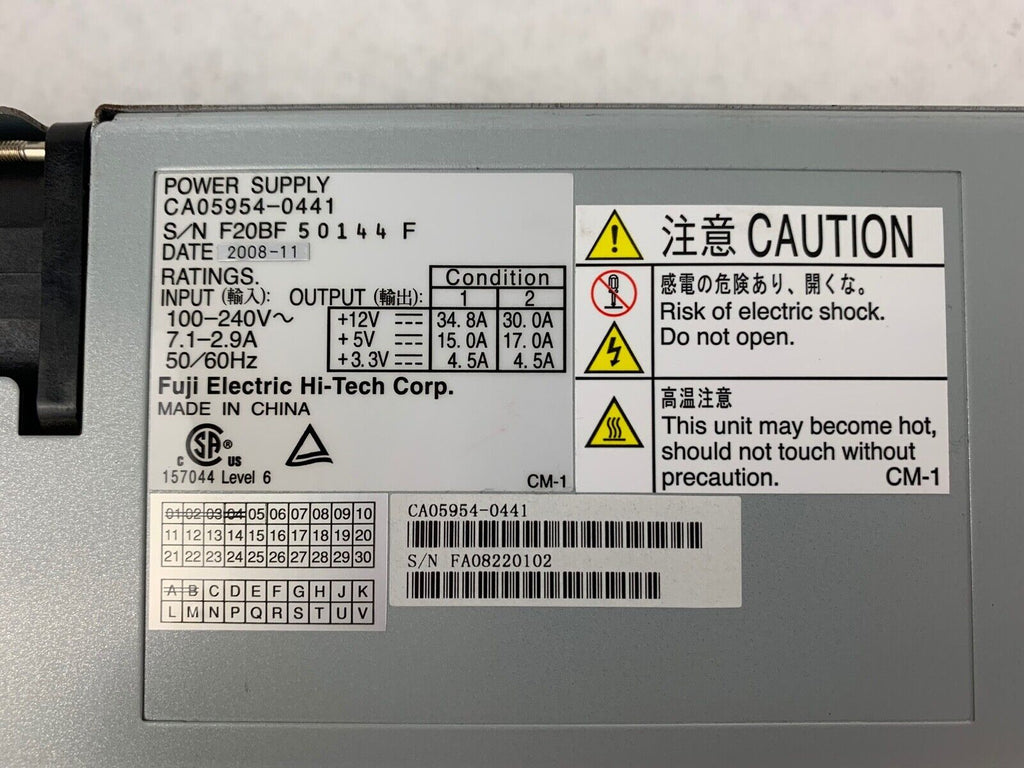 POWER SUPPLY
CA05954-0441
S/N F20BF 50144 F
DATE 2008-11
RATINGS.
INPUT (輸入): OUTPUT (輸出):
Condition
1 2
100-240V～
7.1-2.9A
50/60Hz
+12V ⎓ 34.8A 30.0A
+5V ⎓ 15.0A 17.0A
+3.3V ⎓ 4.5A 4.5A
Fuji Electric Hi-Tech Corp.
MADE IN CHINA
SA ®
C US
157044 Level 6
CM-1
注意 CAUTION
感電の危険あり、開くな。
Risk of electric shock.
Do not open.
高温注意
This unit may become hot,
should not touch without
precaution. CM-1
01 02 03 04 05 06 07 08 09 10
11 12 13 14 15 16 17 18 19 20
21 22 23 24 25 26 27 28 29 30
A B C D E F G H J K
L M N P Q R S T U V
CA05954-0441
S/N FA08220102